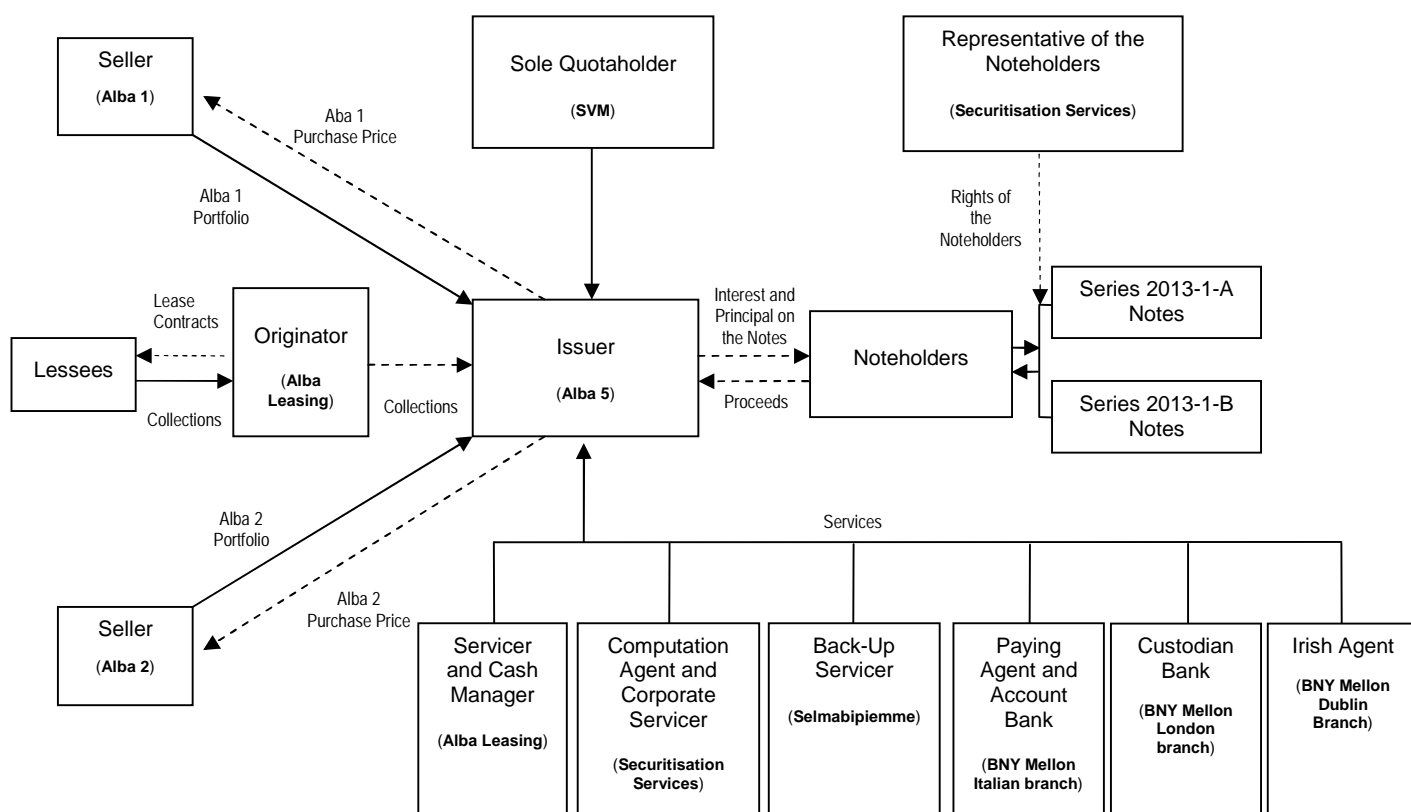 Seller
(Alba 1)
Sole Quotaholder
(SVM)
Representative of the
Noteholders
(Securitisation Services)
Aba 1
Purchase Price
Alba 1
Portfolio
Rights of
the
Noteholders
Lease
Contracts
Lessees
Collections
Originator
(Alba
Leasing)
Collections
Issuer
(Alba 5)
Interest and
Principal on
the Notes
Proceeds
Noteholders
Series 2013-1-A
Notes
Series 2013-1-B
Notes
Alba 2
Portfolio
Alba 2
Purchase Price
Seller
(Alba 2)
Services
Servicer
and Cash
Manager
(Alba Leasing)
Computation
Agent and
Corporate
Servicer
(Securitisation
Services)
Back-Up
Servicer
(Selmabipiemme)
Paying
Agent and
Account
Bank
(BNY Mellon
Italian branch)
Custodian
Bank
(BNY Mellon
London
branch)
Irish Agent
(BNY Mellon
Dublin
Branch)